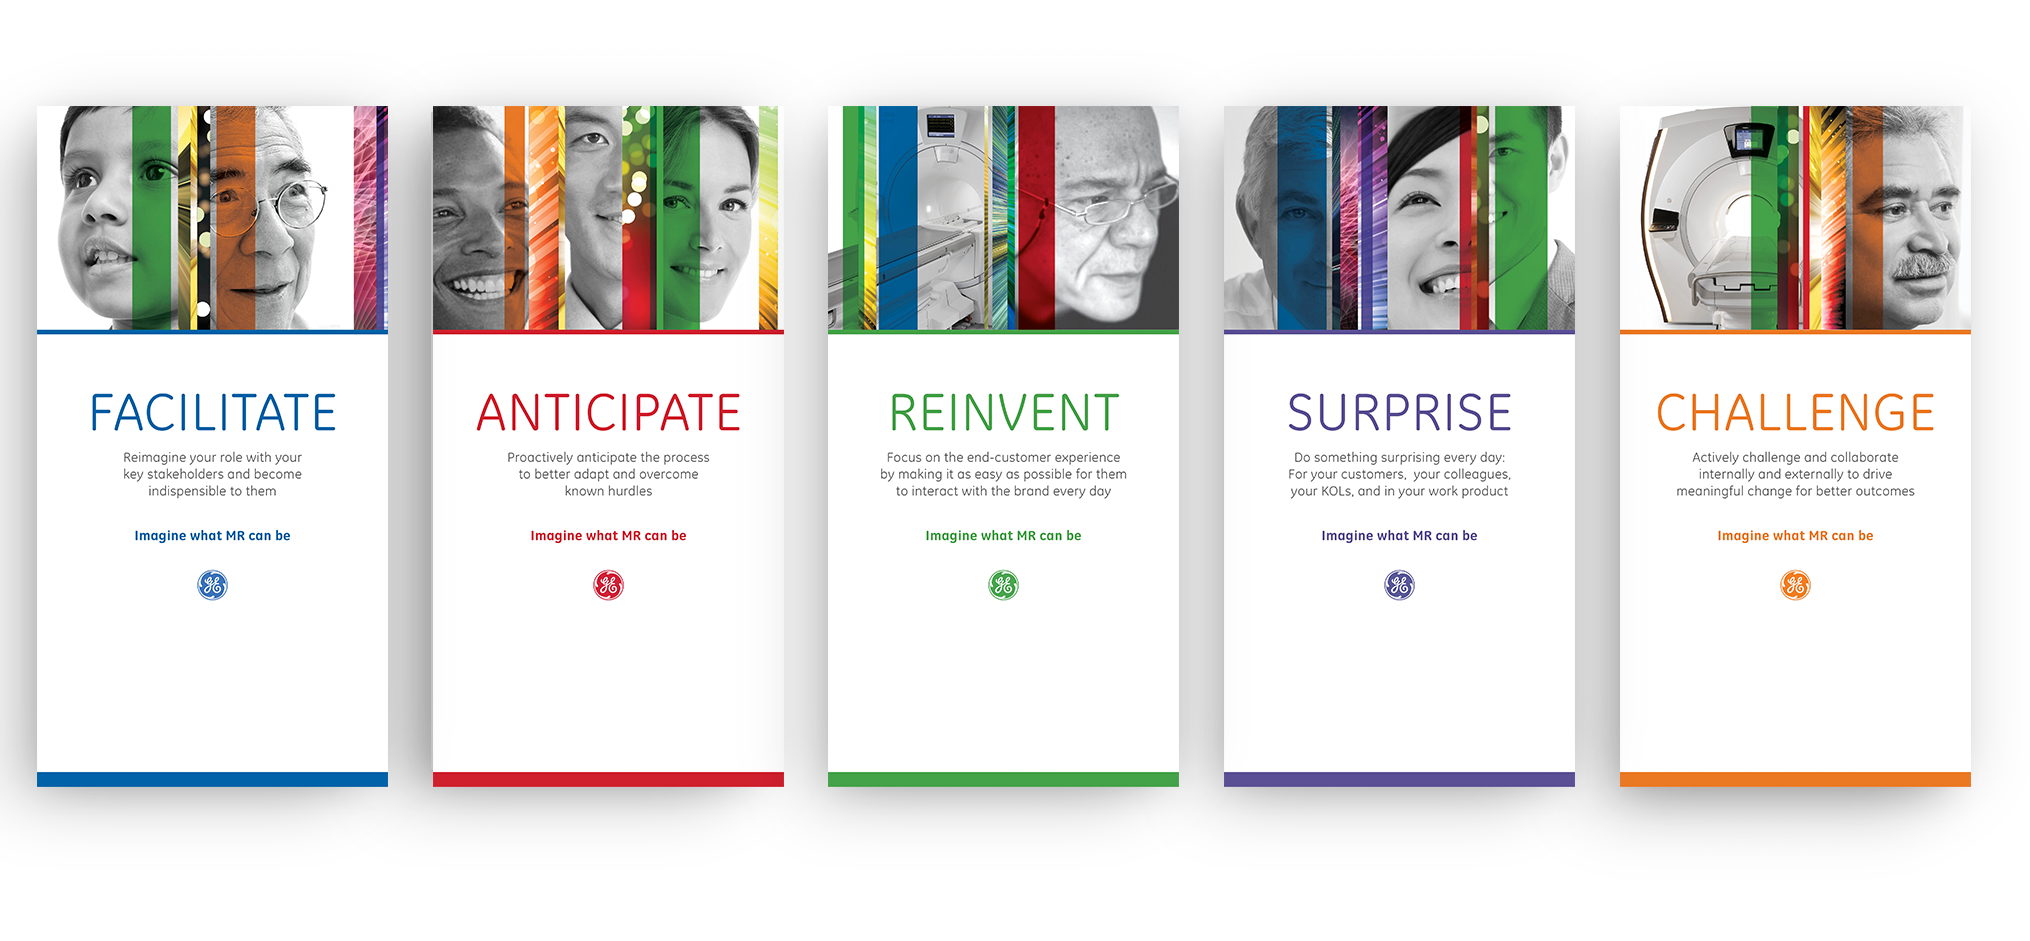 FACILITATE
Reimagine your role with your
key stakeholders and become
indispensible to them
Imagine what MR can be
GE
ANTICIPATE
Proactively anticipate the process
to better adapt and overcome
known hurdles
Imagine what MR can be
GE
REINVENT
Focus on the end-customer experience
by making it as easy as possible for them
to interact with the brand every day
Imagine what MR can be
GE
SURPRISE
Do something surprising every day:
For your customers, your colleagues,
your KOLs, and in your work product
Imagine what MR can be
GE
CHALLENGE
Actively challenge and collaborate
internally and externally to drive
meaningful change for better outcomes
Imagine what MR can be
GE